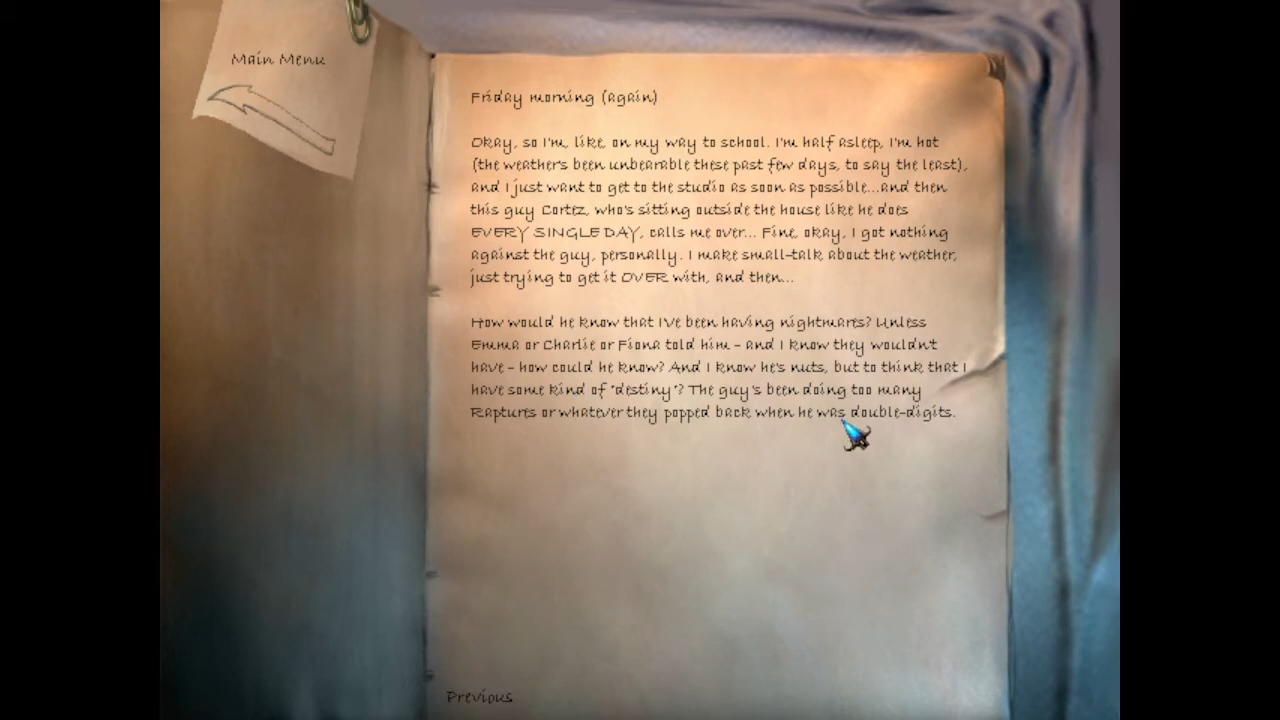 Main Menu
Friday morning (again)
Okay, so I'm, like, on my way to school. I'm half asleep, I'm hot
(the weather's been unbearable these past few days, to say the least),
and I just want to get to the studio as soon as possible...and then
this guy Cortez, who's sitting outside the house like he does
EVERY SINGLE DAY, calls me over... Fine, okay, I got nothing
against the guy, personally. I make small-talk about the weather,
just trying to get it OVER with, and then...
How would he know that I've been having nightmares? Unless
Emma or Charlie or Fiona told him - and I know they wouldn't
have - how could he know? And I know he's nuts, but to think that I
have some kind of "destiny"? The guy's been doing too many
Raptures or whatever they popped back when he was double-digits.
Previous